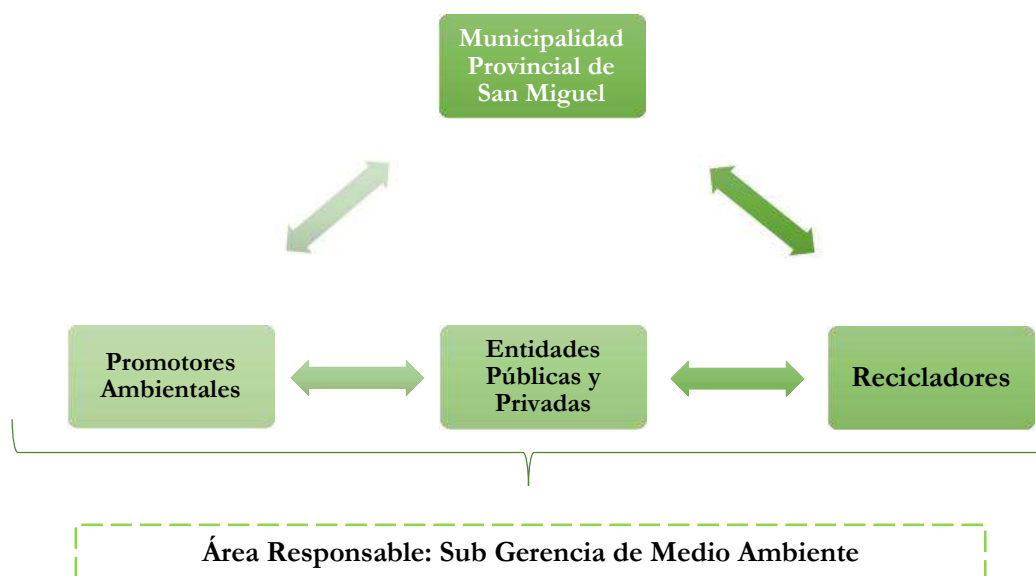 Municipalidad
Provincial de
San Miguel
Promotores
Ambientales
Entidades
Públicas y
Privadas
Recicladores
Área Responsable: Sub Gerencia de Medio Ambiente